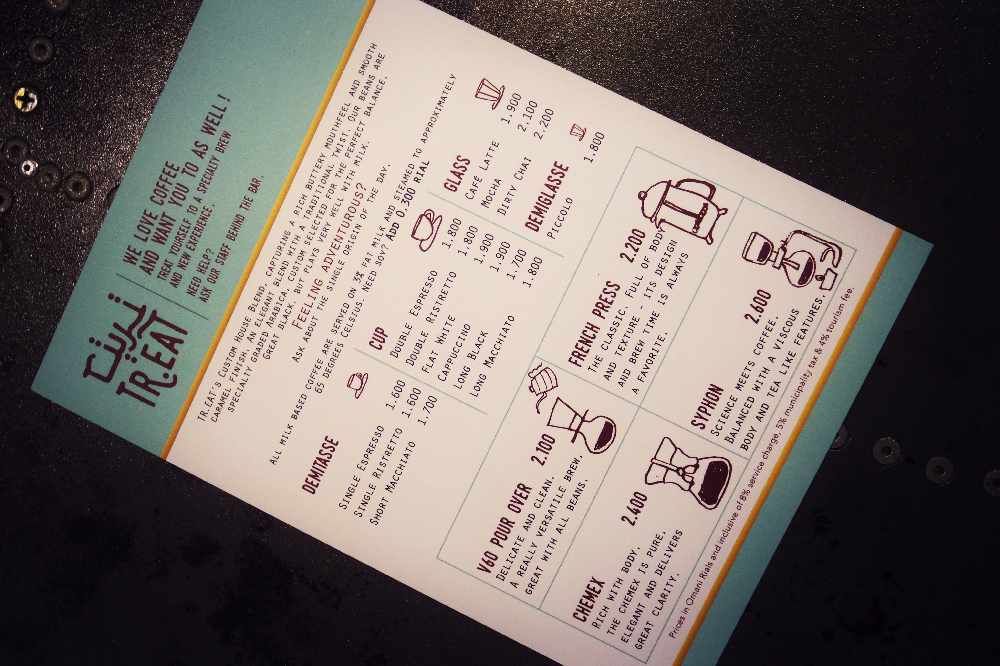 تريت
TR.EAT
WE LOVE COFFEE
AND WANT YOU TO AS WELL!
TREAT YOURSELF TO A SPECIALTY BREW
AND NEW EXPERIENCE.
NEED HELP?
ASK OUR STAFF BEHIND THE BAR.
TR.EAT'S CUSTOM HOUSE BLEND, CAPTURING A RICH BUTTERY MOUTHFEEL AND SMOOTH
CARAMEL FINISH. AN ELEGANT BLEND WITH A TRADITIONAL TWIST. OUR BEANS ARE
SPECIALTY GRADED ARABICA, CUSTOM SELECTED FOR THE PERFECT BALANCE.
GREAT BLACK, BUT PLAYS VERY WELL WITH MILK.
FEELING ADVENTUROUS?
ASK ABOUT THE SINGLE ORIGIN OF THE DAY.
ALL MILK BASED COFFEE ARE SERVED ON 3% FAT MILK AND STEAMED TO APPROXIMATELY
65 DEGREES CELSIUS. NEED SOY? ADD 0.300 RIAL
DEMITASSE
SINGLE ESPRESSO 1.600
SINGLE RISTRETTO 1.600
SHORT MACCHIATO 1.700
CUP
DOUBLE ESPRESSO 1.800
DOUBLE RISTRETTO 1.800
FLAT WHITE 1.900
CAPPUCCINO 1.900
LONG BLACK 1.700
LONG MACCHIATO 1.800
GLASS
CAFÉ LATTE 1.900
MOCHA 2.100
DIRTY CHAI 2.200
DEMIGLASSE
PICCOLO 1.800
V60 POUR OVER 2.100
DELICATE AND CLEAN.
A REALLY VERSATILE BREW,
GREAT WITH ALL BEANS.
FRENCH PRESS 2.200
THE CLASSIC. FULL OF BODY
AND TEXTURE - ITS DESIGN
AND BREW TIME IS ALWAYS
A FAVORITE.
CHEMEX 2.400
RICH WITH BODY.
THE CHEMEX IS PURE,
ELEGANT AND DELIVERS
GREAT CLARITY.
SYPHON 2.600
SCIENCE MEETS COFFEE.
BALANCED WITH A VISCOUS
BODY AND TEA LIKE FEATURES.
Prices in Omani Rials and inclusive of 8% service charge, 5% municipality tax & 4% tourism fee.